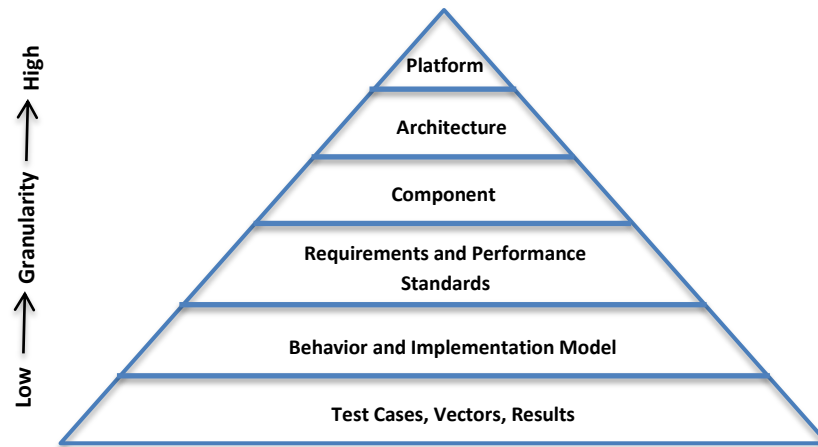 Platform
Architecture
Component
Requirements and Performance
Standards
Behavior and Implementation Model
Test Cases, Vectors, Results
Low
Granularity
High